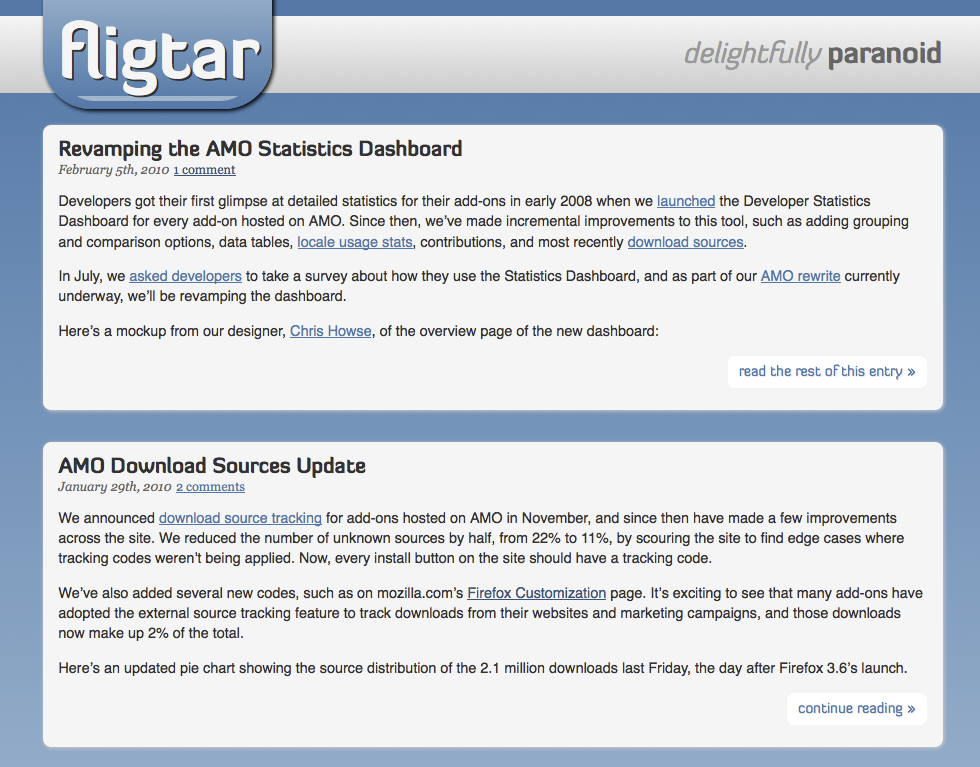 fligtar
delightfully paranoid
Revamping the AMO Statistics Dashboard
February 5th, 2010 1 comment
Developers got their first glimpse at detailed statistics for their add-ons in early 2008 when we launched the Developer Statistics
Dashboard for every add-on hosted on AMO. Since then, we’ve made incremental improvements to this tool, such as adding grouping
and comparison options, data tables, locale usage stats, contributions, and most recently download sources.
In July, we asked developers to take a survey about how they use the Statistics Dashboard, and as part of our AMO rewrite currently
underway, we’ll be revamping the dashboard.
Here’s a mockup from our designer, Chris Howse, of the overview page of the new dashboard:
read the rest of this entry »
AMO Download Sources Update
January 29th, 2010 2 comments
We announced download source tracking for add-ons hosted on AMO in November, and since then have made a few improvements
across the site. We reduced the number of unknown sources by half, from 22% to 11%, by scouring the site to find edge cases where
tracking codes weren’t being applied. Now, every install button on the site should have a tracking code.
We’ve also added several new codes, such as on mozilla.com’s Firefox Customization page. It’s exciting to see that many add-ons have
adopted the external source tracking feature to track downloads from their websites and marketing campaigns, and those downloads
now make up 2% of the total.
Here’s an updated pie chart showing the source distribution of the 2.1 million downloads last Friday, the day after Firefox 3.6’s launch.
continue reading »